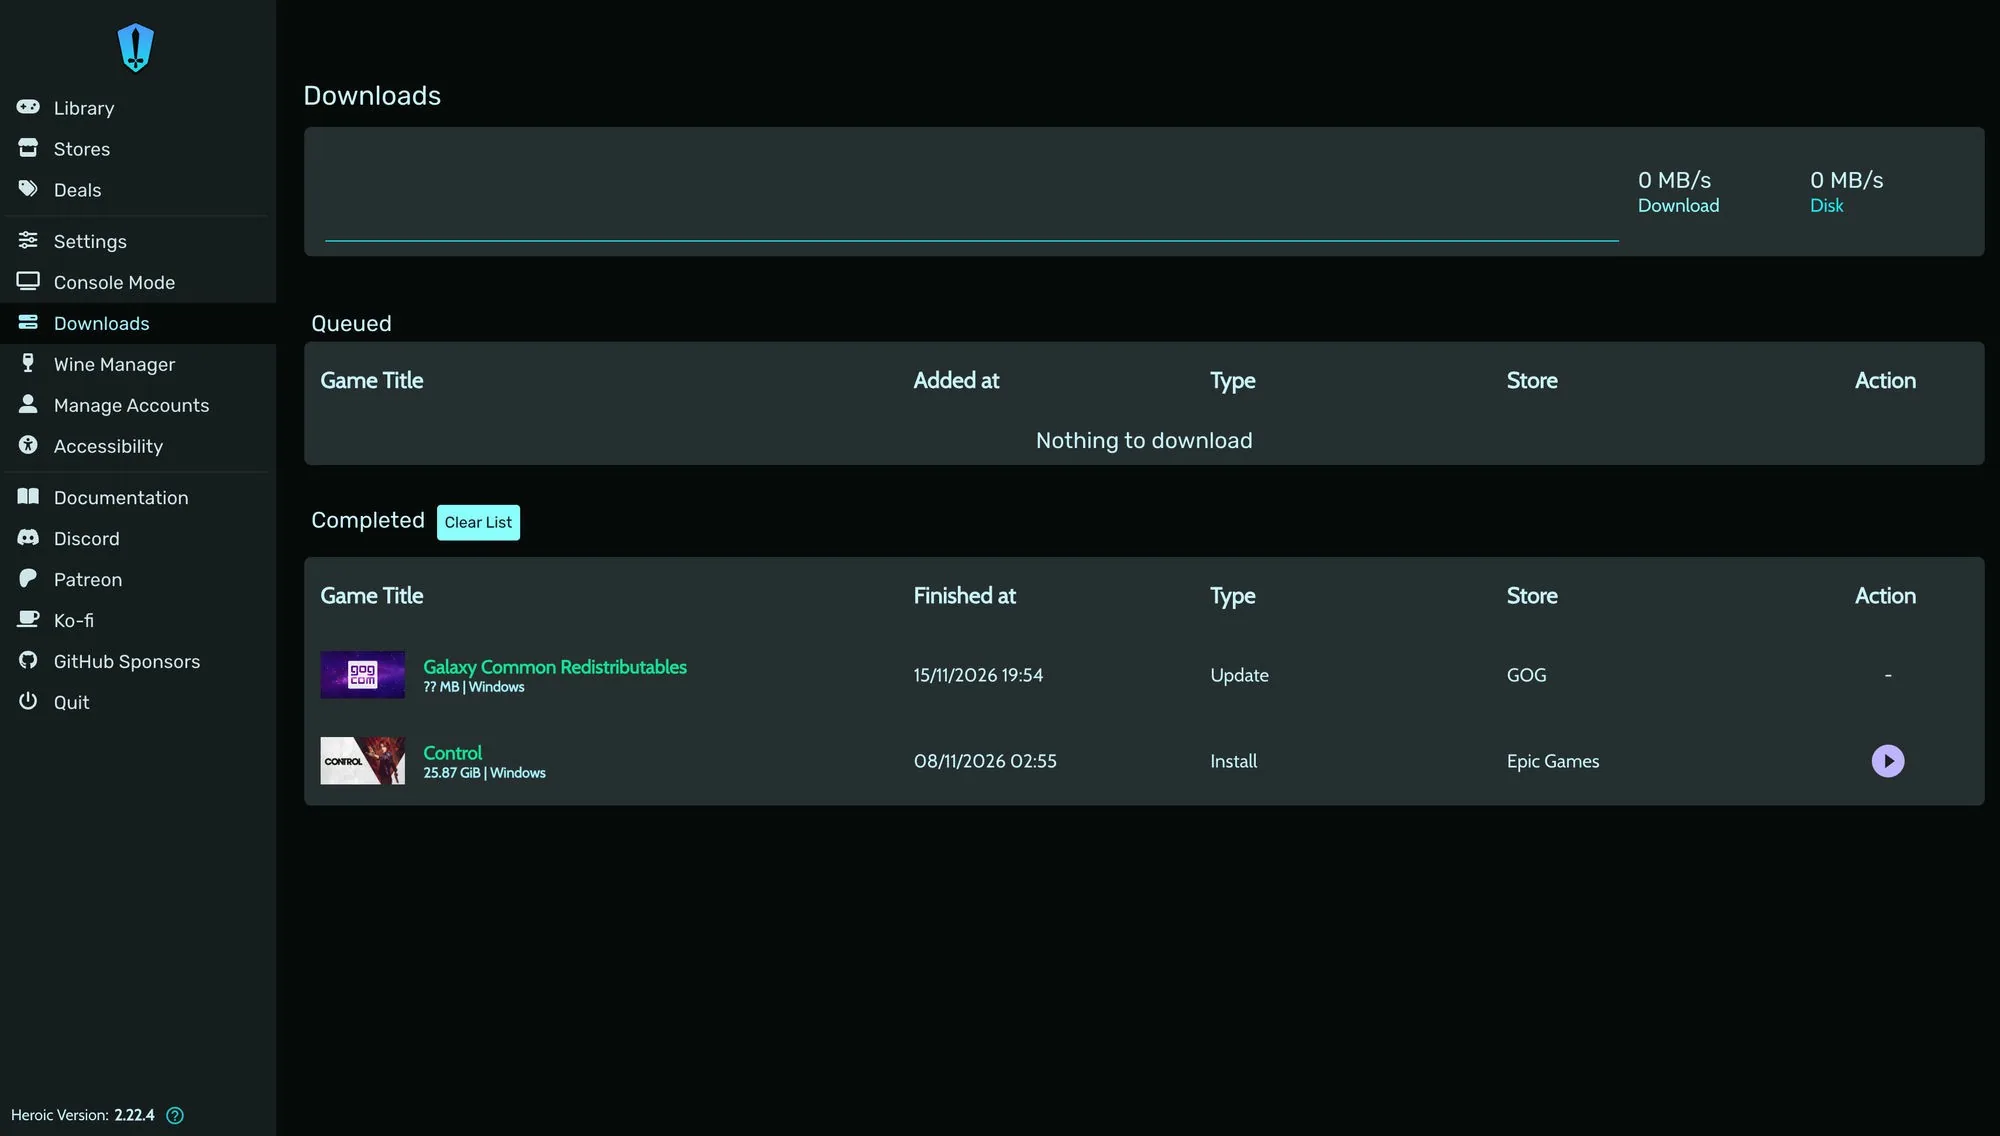 Library
Stores
Deals
Settings
Console Mode
Downloads
Wine Manager
Manage Accounts
Accessibility
Documentation
Discord
Patreon
Ko-fi
GitHub Sponsors
Quit
Heroic Version: 2.22.4
Downloads
0 MB/s 0 MB/s
Download Disk
Queued
Game Title Added at Type Store Action
Nothing to download
Completed Clear List
Game Title Finished at Type Store Action
gog
com
Galaxy Common Redistributables 15/11/2026 19:54 Update GOG -
?? MB | Windows
CONTROL
Control 08/11/2026 02:55 Install Epic Games
25.87 GiB | Windows